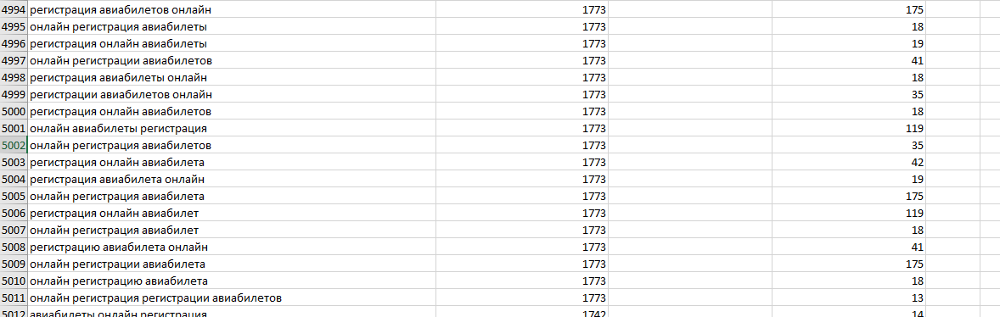 4994 регистрация авиабилетов онлайн 1773 175
4995 онлайн регистрация авиабилеты 1773 18
4996 регистрация онлайн авиабилеты 1773 19
4997 онлайн регистрации авиабилетов 1773 41
4998 регистрация авиабилеты онлайн 1773 18
4999 регистрации авиабилетов онлайн 1773 35
5000 регистрация онлайн авиабилетов 1773 18
5001 онлайн авиабилеты регистрация 1773 119
5002 онлайн регистрация авиабилетов 1773 35
5003 регистрация онлайн авиабилета 1773 42
5004 регистрация авиабилета онлайн 1773 19
5005 онлайн регистрация авиабилета 1773 175
5006 регистрация онлайн авиабилет 1773 119
5007 онлайн регистрация авиабилет 1773 18
5008 регистрацию авиабилета онлайн 1773 41
5009 онлайн регистрации авиабилета 1773 175
5010 онлайн регистрацию авиабилета 1773 18
5011 онлайн регистрация регистрации авиабилетов 1773 13
5012 авиабилеты онлайн регистрация 1742 14